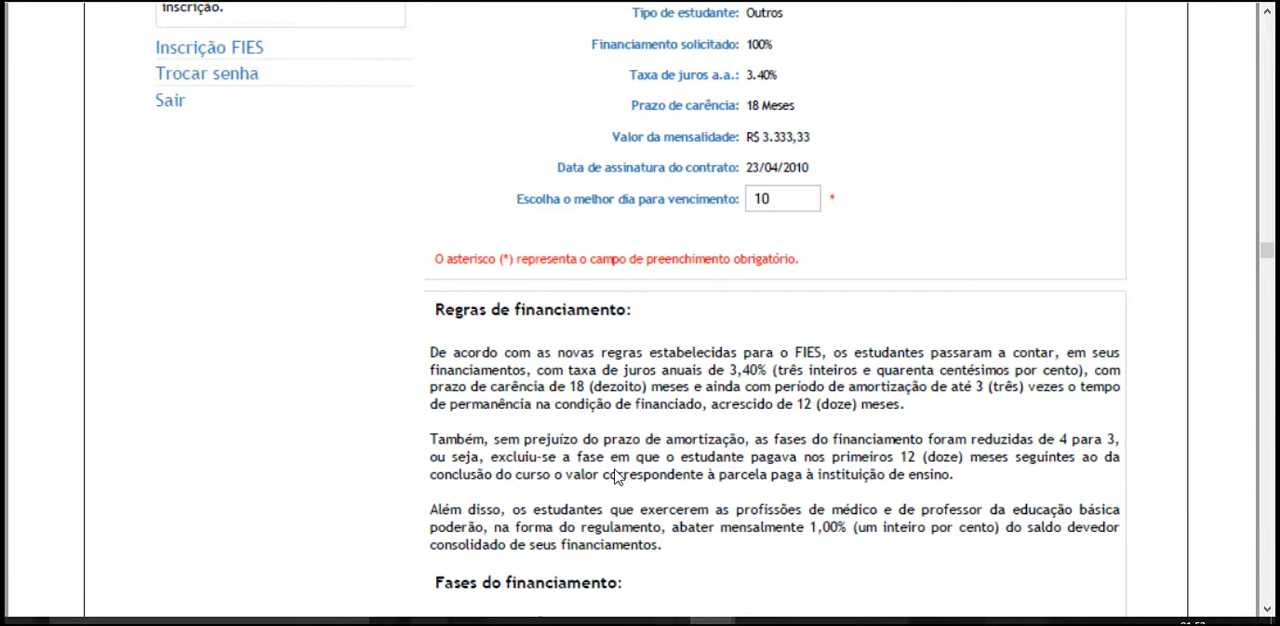 inscrição.
Inscrição FIES
Trocar senha
Sair
Tipo de estudante: Outros
Financiamento solicitado: 100%
Taxa de juros a.a.: 3.40%
Prazo de carência: 18 Meses
Valor da mensalidade: R$ 3.333,33
Data de assinatura do contrato: 23/04/2010
Escolha o melhor dia para vencimento: 10 *
O asterisco (*) representa o campo de preenchimento obrigatório.
Regras de financiamento:
De acordo com as novas regras estabelecidas para o FIES, os estudantes passaram a contar, em seus
financiamentos, com taxa de juros anuais de 3,40% (três inteiros e quarenta centésimos por cento), com
prazo de carência de 18 (dezoito) meses e ainda com período de amortização de até 3 (três) vezes o tempo
de permanência na condição de financiado, acrescido de 12 (doze) meses.
Também, sem prejuízo do prazo de amortização, as fases do financiamento foram reduzidas de 4 para 3,
ou seja, excluiu-se a fase em que o estudante pagava nos primeiros 12 (doze) meses seguintes ao da
conclusão do curso o valor correspondente à parcela paga à instituição de ensino.
Além disso, os estudantes que exercerem as profissões de médico e de professor da educação básica
poderão, na forma do regulamento, abater mensalmente 1,00% (um inteiro por cento) do saldo devedor
consolidado de seus financiamentos.
Fases do financiamento: